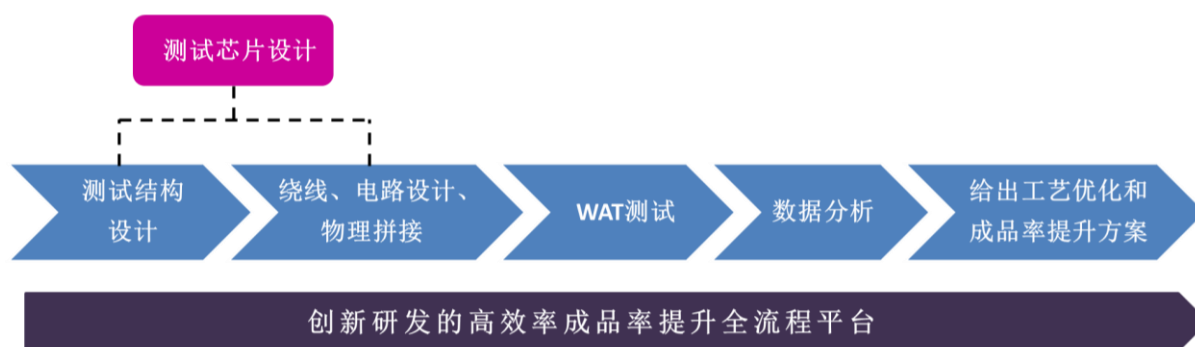 测试芯片设计
测试结构
设计
绕线、电路设计、
物理拼接
WAT测试
数据分析
给出工艺优化和
成品率提升方案
创新研发的高效率成品率提升全流程平台